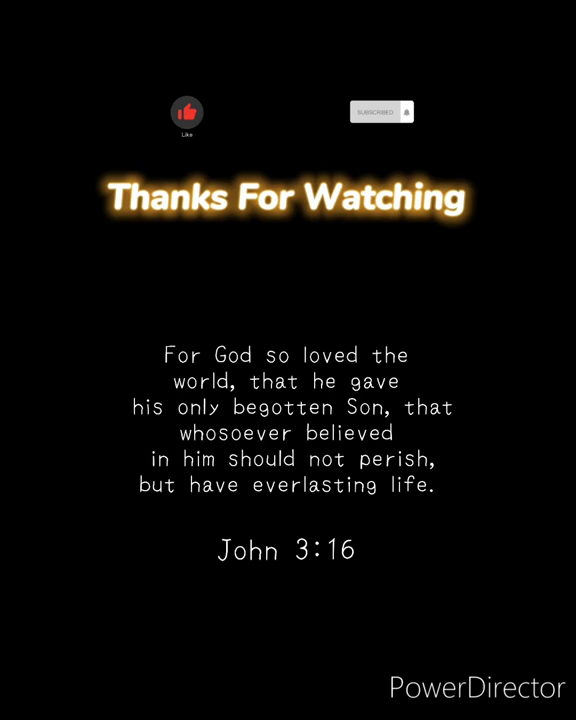 Like
SUBSCRIBED
Thanks For Watching
For God so loved the
world, that he gave
his only begotten Son, that
whosoever believed
in him should not perish,
but have everlasting life.
John 3:16
PowerDirector